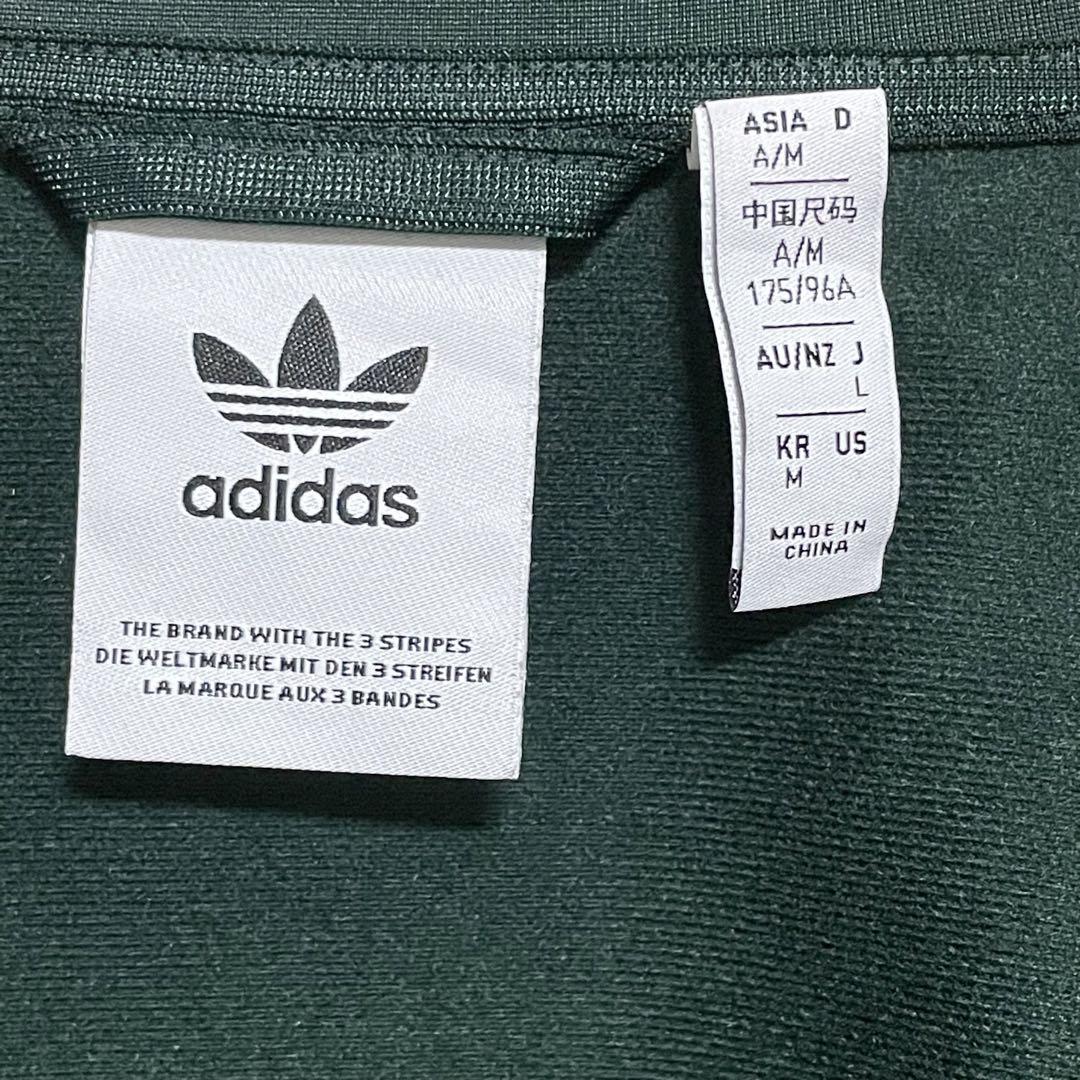 adidas
THE BRAND WITH THE 3 STRIPES
DIE WELTMARKE MIT DEN 3 STREIFEN
LA MARQUE AUX 3 BANDES
ASIA D
A/M
中国尺码
A/M
175/96A
AU/NZ J
L
KR US
M
MADE IN
CHINA